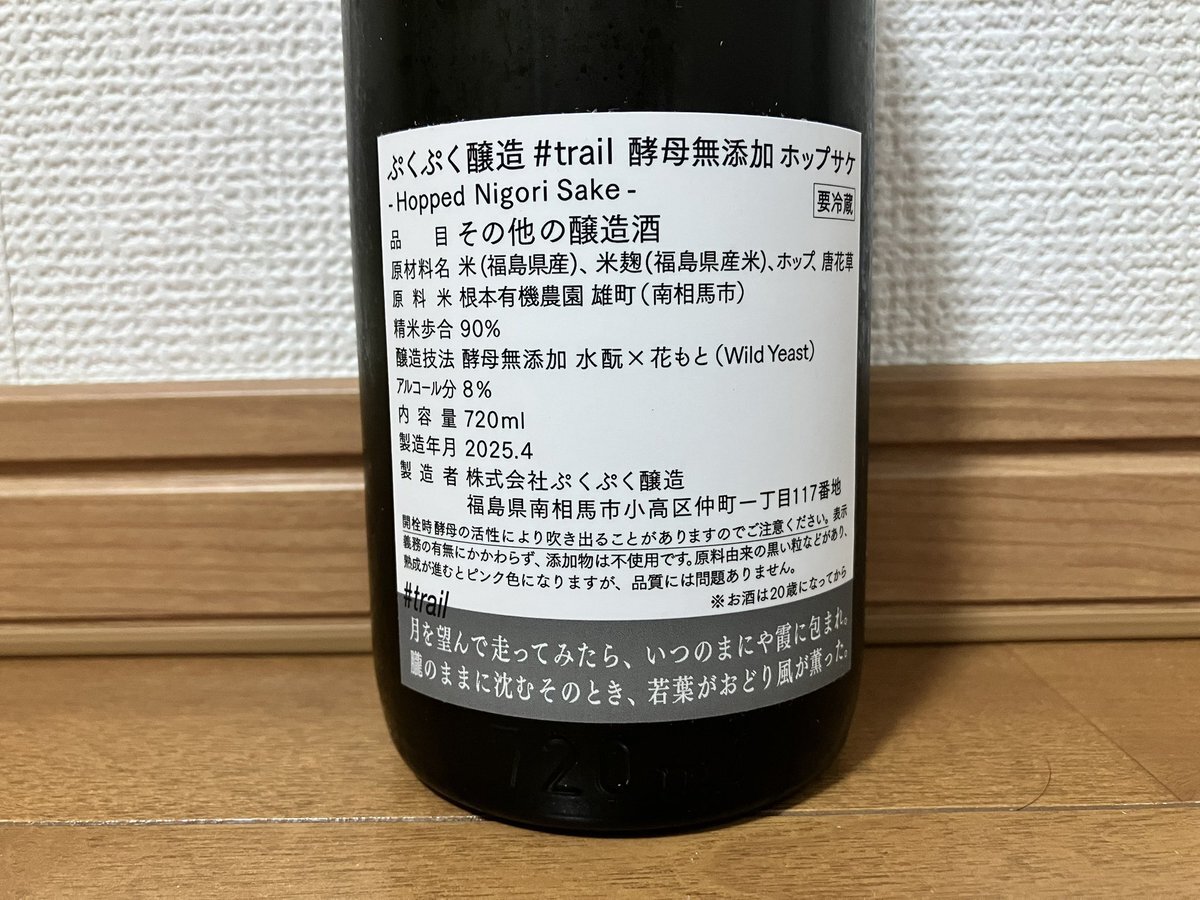 ぷくぷく醸造 #trail 酵母無添加 ホップサケ
- Hopped Nigori Sake -
要冷蔵
品目 その他の醸造酒
原材料名 米(福島県産)、米麹(福島県産米)、ホップ、唐花草
原料米 根本有機農園 雄町(南相馬市)
精米歩合 90%
醸造技法 酵母無添加 水酛×花もと(Wild Yeast)
アルコール分 8%
内容量 720ml
製造年月 2025.4
製造者 株式会社ぷくぷく醸造
福島県南相馬市小高区仲町一丁目117番地
開栓時酵母の活性により吹き出ることがありますのでご注意ください。表示
義務の有無にかかわらず、添加物は不使用です。原料由来の黒い粒などがあり、
熟成が進むとピンク色になりますが、品質には問題ありません。
※お酒は20歳になってから
#trail
月を望んで走ってみたら、いつのまにや霞に包まれ。
朧のままに沈むそのとき、若葉がおどり風が薫った。
720 ml